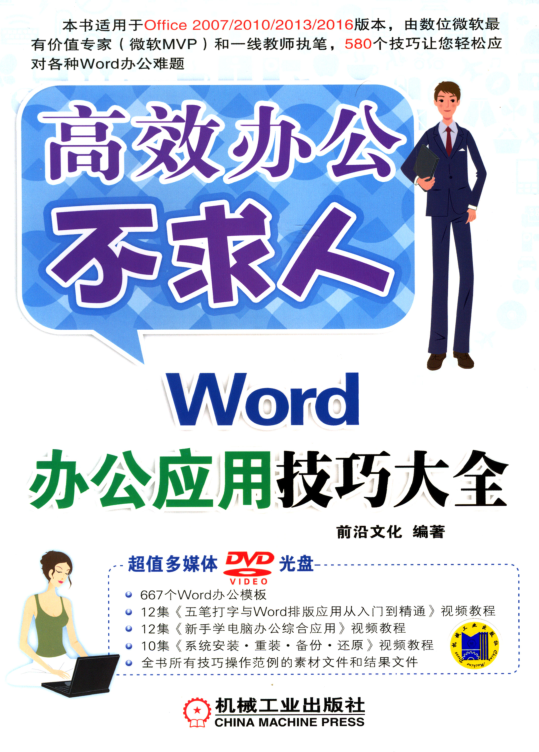 本书适用于Office 2007/2010/2013/2016版本，由数位微软最
有价值专家（微软MVP）和一线教师执笔，580个技巧让您轻松应
对各种Word办公难题
高效办公
不求人
Word
办公应用技巧大全
前沿文化 编著
超值多媒体 DVD VIDEO 光盘
667个Word办公模板
12集《五笔打字与Word排版应用从入门到精通》视频教程
12集《新手学电脑办公综合应用》视频教程
10集《系统安装·重装·备份·还原》视频教程
全书所有技巧操作范例的素材文件和结果文件
机械工业出版社
CHINA MACHINE PRESS